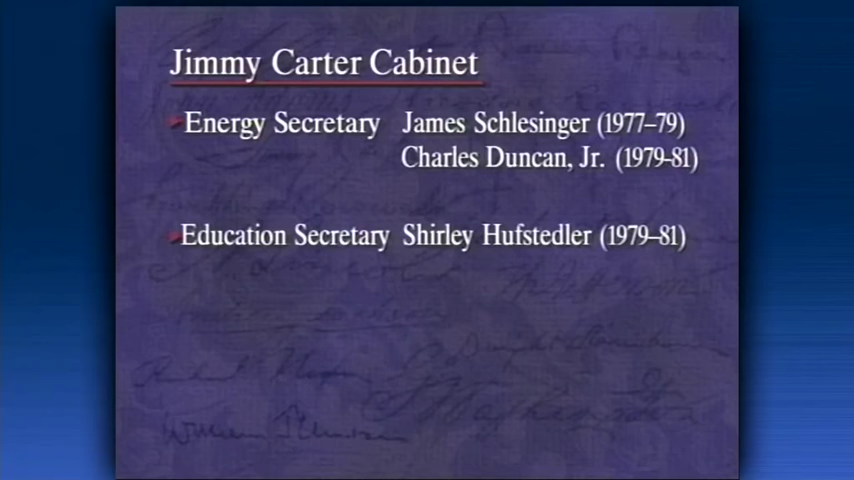 Jimmy Carter Cabinet
Energy Secretary James Schlesinger (1977–79)
Charles Duncan, Jr. (1979-81)
Education Secretary Shirley Hufstedler (1979–81)